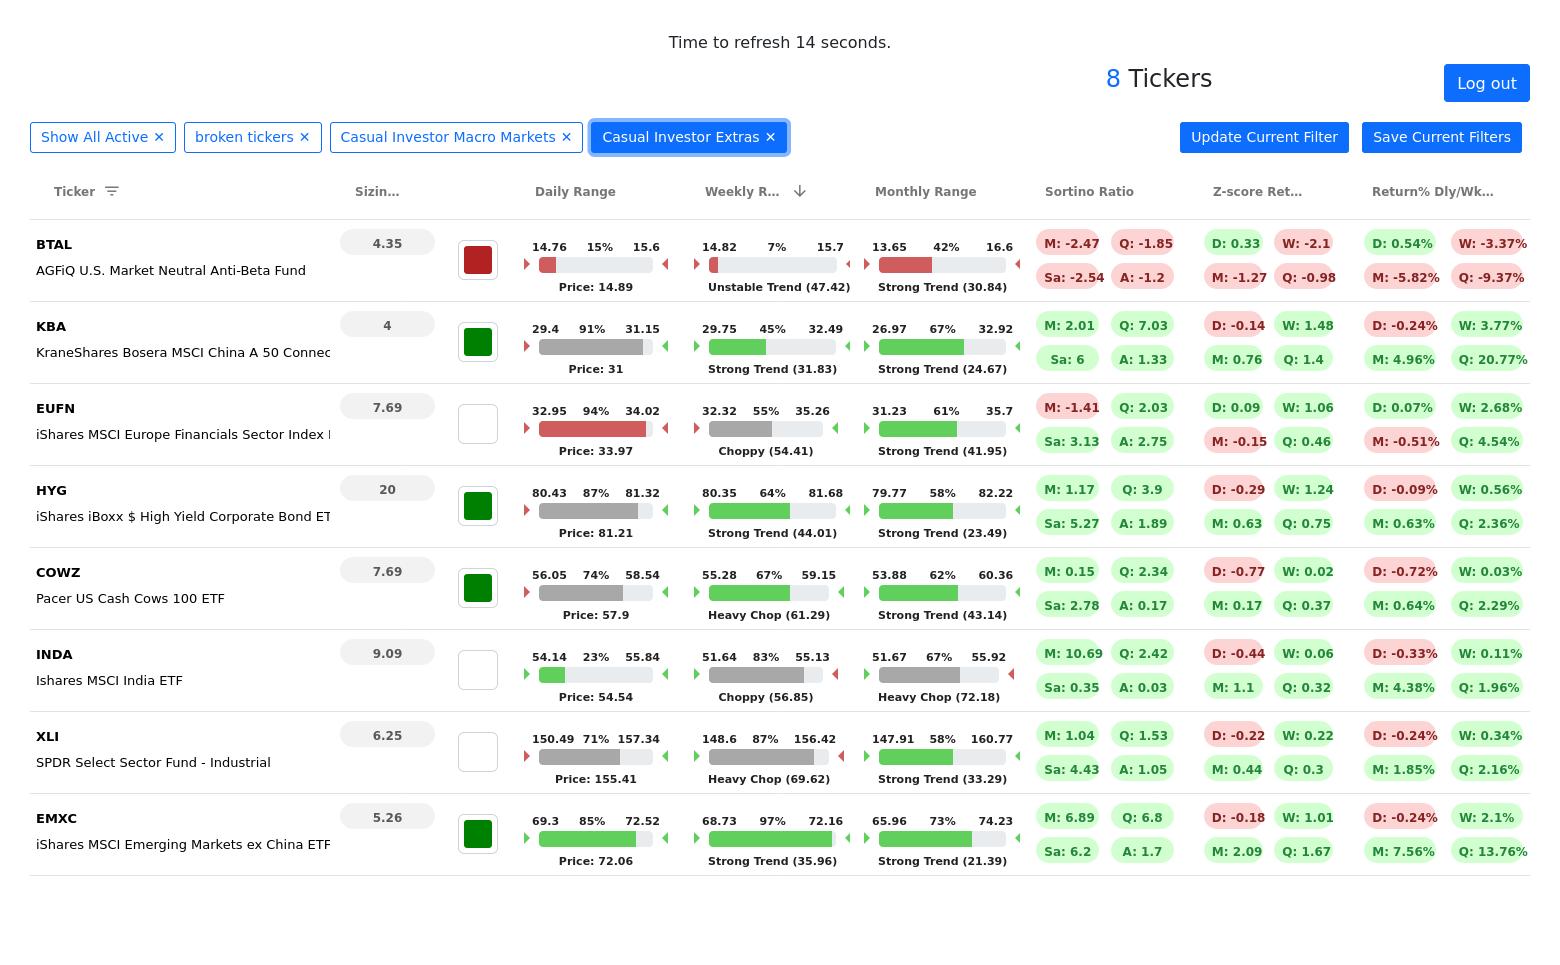 Time to refresh 14 seconds.
8 Tickers
Log out
Show All Active ✕ broken tickers ✕ Casual Investor Macro Markets ✕ Casual Investor Extras ✕ Update Current Filter Save Current Filters
Ticker Sizin… Daily Range Weekly R… Monthly Range Sortino Ratio Z-score Ret… Return% Dly/Wk…
BTAL 4.35 14.76 15% 15.6 14.82 7% 15.7 13.65 42% 16.6 M: -2.47 Q: -1.85 D: 0.33 W: -2.1 D: 0.54% W: -3.37%
AGFiQ U.S. Market Neutral Anti-Beta Fund Price: 14.89 Unstable Trend (47.42) Strong Trend (30.84) Sa: -2.54 A: -1.2 M: -1.27 Q: -0.98 M: -5.82% Q: -9.37%
KBA 4 29.4 91% 31.15 29.75 45% 32.49 26.97 67% 32.92 M: 2.01 Q: 7.03 D: -0.14 W: 1.48 D: -0.24% W: 3.77%
KraneShares Bosera MSCI China A 50 Connec Price: 31 Strong Trend (31.83) Strong Trend (24.67) Sa: 6 A: 1.33 M: 0.76 Q: 1.4 M: 4.96% Q: 20.77%
EUFN 7.69 32.95 94% 34.02 32.32 55% 35.26 31.23 61% 35.7 M: -1.41 Q: 2.03 D: 0.09 W: 1.06 D: 0.07% W: 2.68%
iShares MSCI Europe Financials Sector Index Price: 33.97 Choppy (54.41) Strong Trend (41.95) Sa: 3.13 A: 2.75 M: -0.15 Q: 0.46 M: -0.51% Q: 4.54%
HYG 20 80.43 87% 81.32 80.35 64% 81.68 79.77 58% 82.22 M: 1.17 Q: 3.9 D: -0.29 W: 1.24 D: -0.09% W: 0.56%
iShares iBoxx $ High Yield Corporate Bond ET Price: 81.21 Strong Trend (44.01) Strong Trend (23.49) Sa: 5.27 A: 1.89 M: 0.63 Q: 0.75 M: 0.63% Q: 2.36%
COWZ 7.69 56.05 74% 58.54 55.28 67% 59.15 53.88 62% 60.36 M: 0.15 Q: 2.34 D: -0.77 W: 0.02 D: -0.72% W: 0.03%
Pacer US Cash Cows 100 ETF Price: 57.9 Heavy Chop (61.29) Strong Trend (43.14) Sa: 2.78 A: 0.17 M: 0.17 Q: 0.37 M: 0.64% Q: 2.29%
INDA 9.09 54.14 23% 55.84 51.64 83% 55.13 51.67 67% 55.92 M: 10.69 Q: 2.42 D: -0.44 W: 0.06 D: -0.33% W: 0.11%
Ishares MSCI India ETF Price: 54.54 Choppy (56.85) Heavy Chop (72.18) Sa: 0.35 A: 0.03 M: 1.1 Q: 0.32 M: 4.38% Q: 1.96%
XLI 6.25 150.49 71% 157.34 148.6 87% 156.42 147.91 58% 160.77 M: 1.04 Q: 1.53 D: -0.22 W: 0.22 D: -0.24% W: 0.34%
SPDR Select Sector Fund - Industrial Price: 155.41 Heavy Chop (69.62) Strong Trend (33.29) Sa: 4.43 A: 1.05 M: 0.44 Q: 0.3 M: 1.85% Q: 2.16%
EMXC 5.26 69.3 85% 72.52 68.73 97% 72.16 65.96 73% 74.23 M: 6.89 Q: 6.8 D: -0.18 W: 1.01 D: -0.24% W: 2.1%
iShares MSCI Emerging Markets ex China ETF Price: 72.06 Strong Trend (35.96) Strong Trend (21.39) Sa: 6.2 A: 1.7 M: 2.09 Q: 1.67 M: 7.56% Q: 13.76%